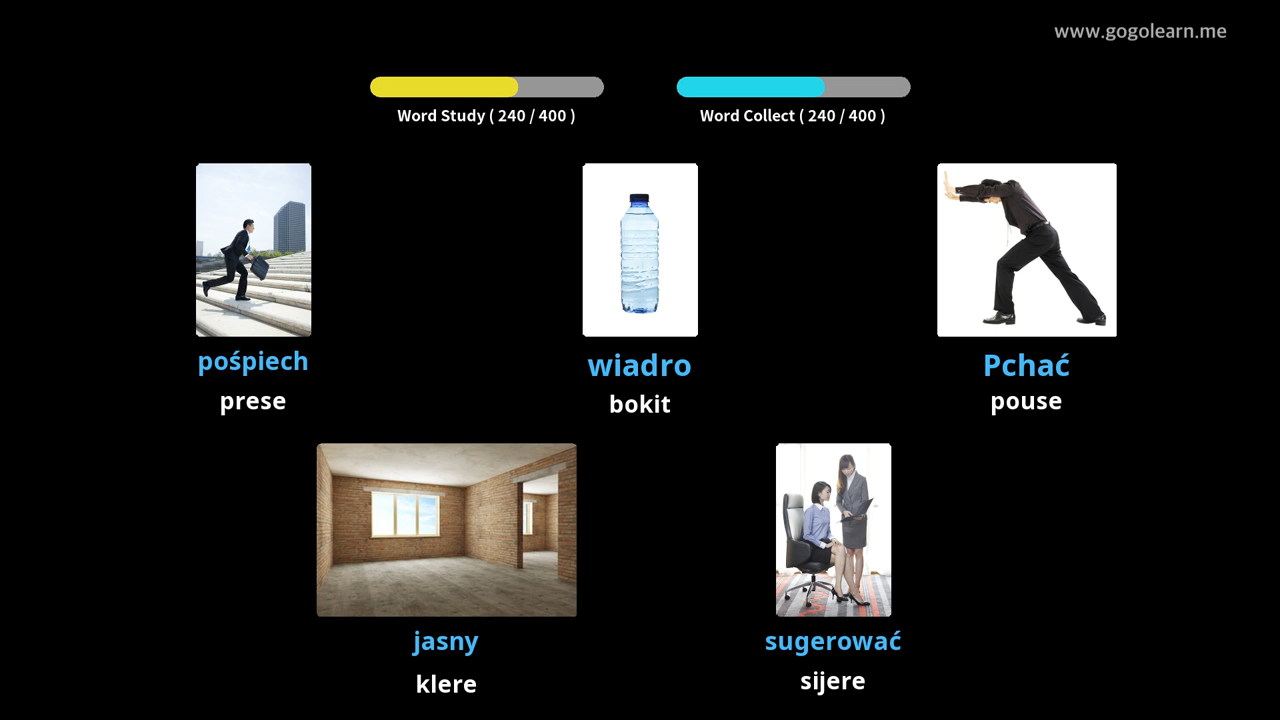 www.gogolearn.me
Word Study ( 240 / 400 )
Word Collect ( 240 / 400 )
pośpiech
prese
wiadro
bokit
Pchać
pouse
jasny
klere
sugerować
sijere